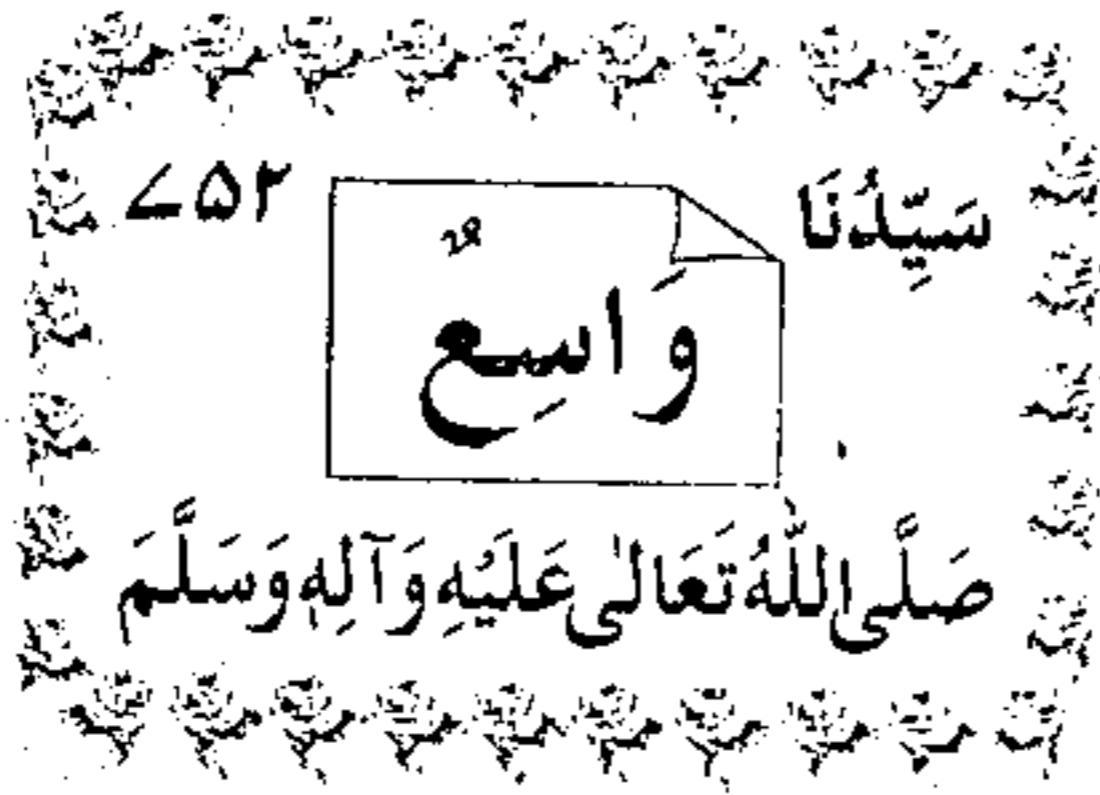 سَيِّدُنَا ۷۵۲
وَاسِعٌ
صَلَّى اللّٰهُ تَعَالٰى عَلَيْهِ وَآلِهٖ وَسَلَّمَ